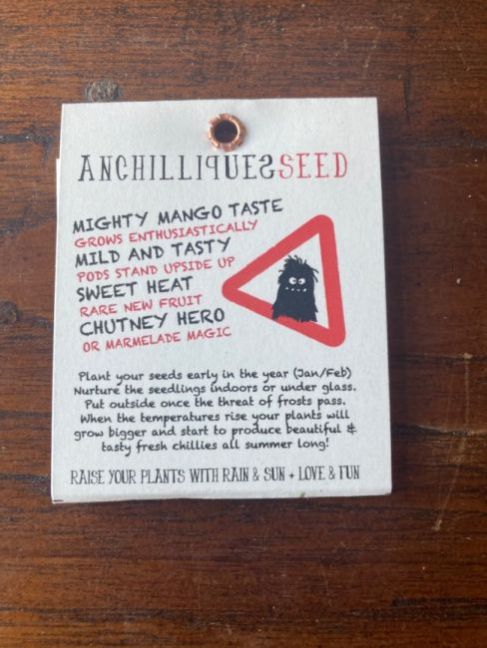 ANCHILLIQUESSEED
MIGHTY MANGO TASTE
GROWS ENTHUSIASTICALLY
MILD AND TASTY
PODS STAND UPSIDE UP
SWEET HEAT
RARE NEW FRUIT
CHUTNEY HERO
OR MARMELADE MAGIC
Plant your seeds early in the year (Jan/Feb)
Nurture the seedlings indoors or under glass.
Put outside once the threat of frosts pass.
When the temperatures rise your plants will
grow bigger and start to produce beautiful &
tasty fresh chillies all summer long!
RAISE YOUR PLANTS WITH RAIN & SUN + LOVE & FUN